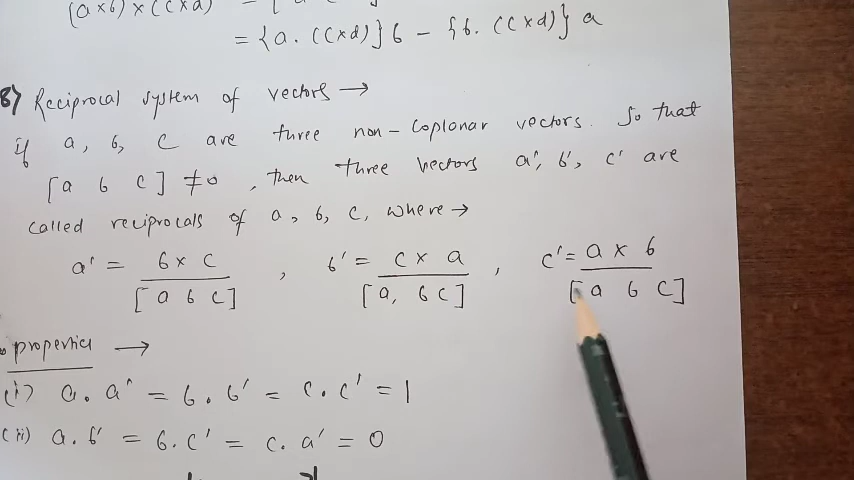 (a×b)×(c×d) =
= {a. (c×d)} b - {b. (c×d)} a
8) Reciprocal system of vectors →
if a, b, c are three non-coplanar vectors. So that
[a b c] ≠0, then three vectors a', b', c' are
called reciprocals of a, b, c, where →
a' = b × c / [a b c] , b' = c × a / [a, b c] , c' = a × b / [a b c]
properties →
(i) a. a' = b. b' = c. c' = 1
(ii) a. b' = b. c' = c. a' = 0